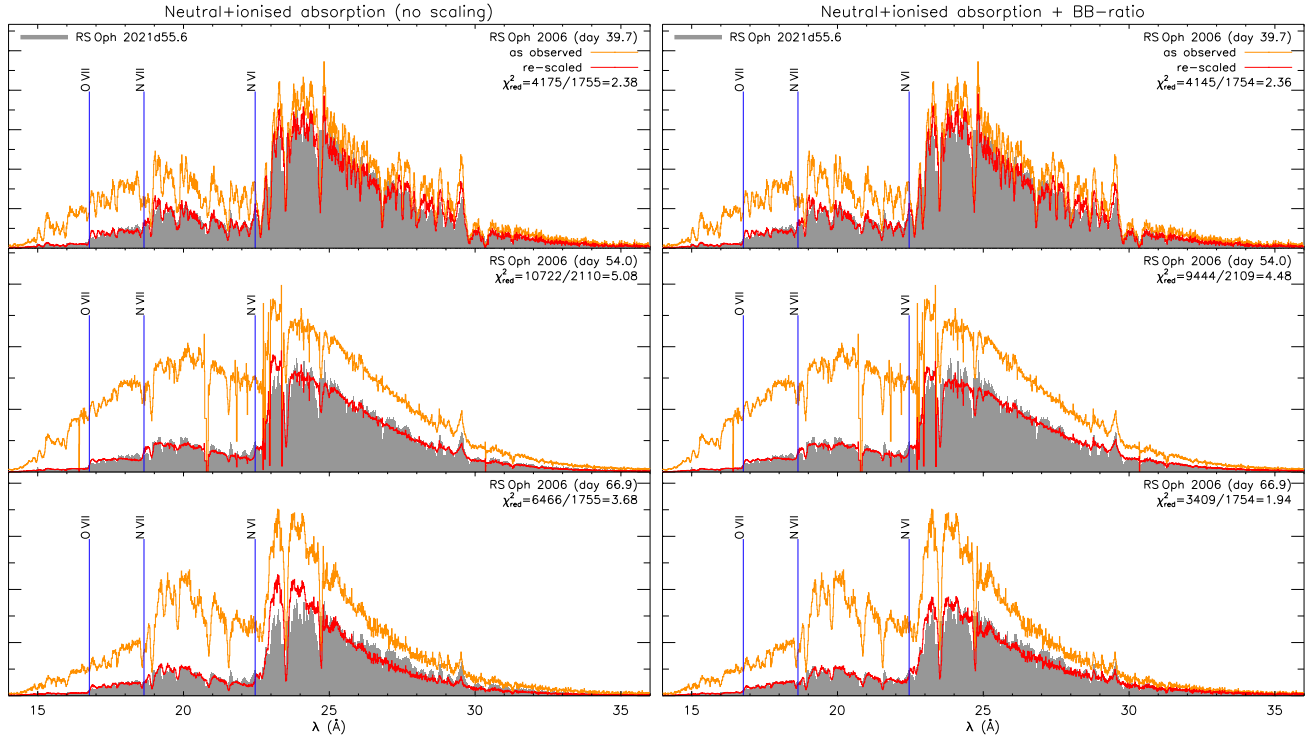 Neutral+ionised absorption (no scaling)
RS Oph 2021d55.6
RS Oph 2006 (day 39.7)
as observed
re-scaled
χ²red=4175/1755=2.38
O VII
N VII
N VI
RS Oph 2006 (day 54.0)
χ²red=10722/2110=5.08
O VII
N VII
N VI
RS Oph 2006 (day 66.9)
χ²red=6466/1755=3.68
O VII
N VII
N VI
15 20 25 30 35
λ (Å)
Neutral+ionised absorption + BB-ratio
RS Oph 2021d55.6
RS Oph 2006 (day 39.7)
as observed
re-scaled
χ²red=4145/1754=2.36
O VII
N VII
N VI
RS Oph 2006 (day 54.0)
χ²red=9444/2109=4.48
O VII
N VII
N VI
RS Oph 2006 (day 66.9)
χ²red=3409/1754=1.94
O VII
N VII
N VI
15 20 25 30 35
λ (Å)